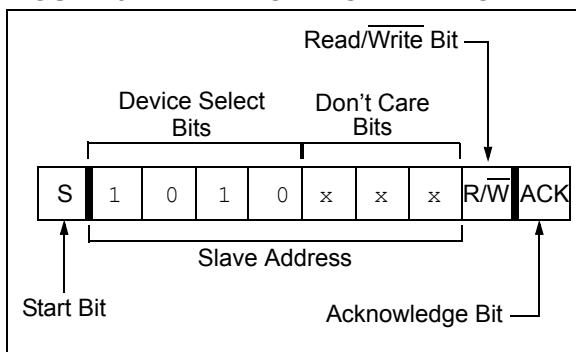 Read/Write Bit
Device Select Bits
Don't Care Bits
S 1 0 1 0 x x x R/W ACK
Slave Address
Start Bit
Acknowledge Bit